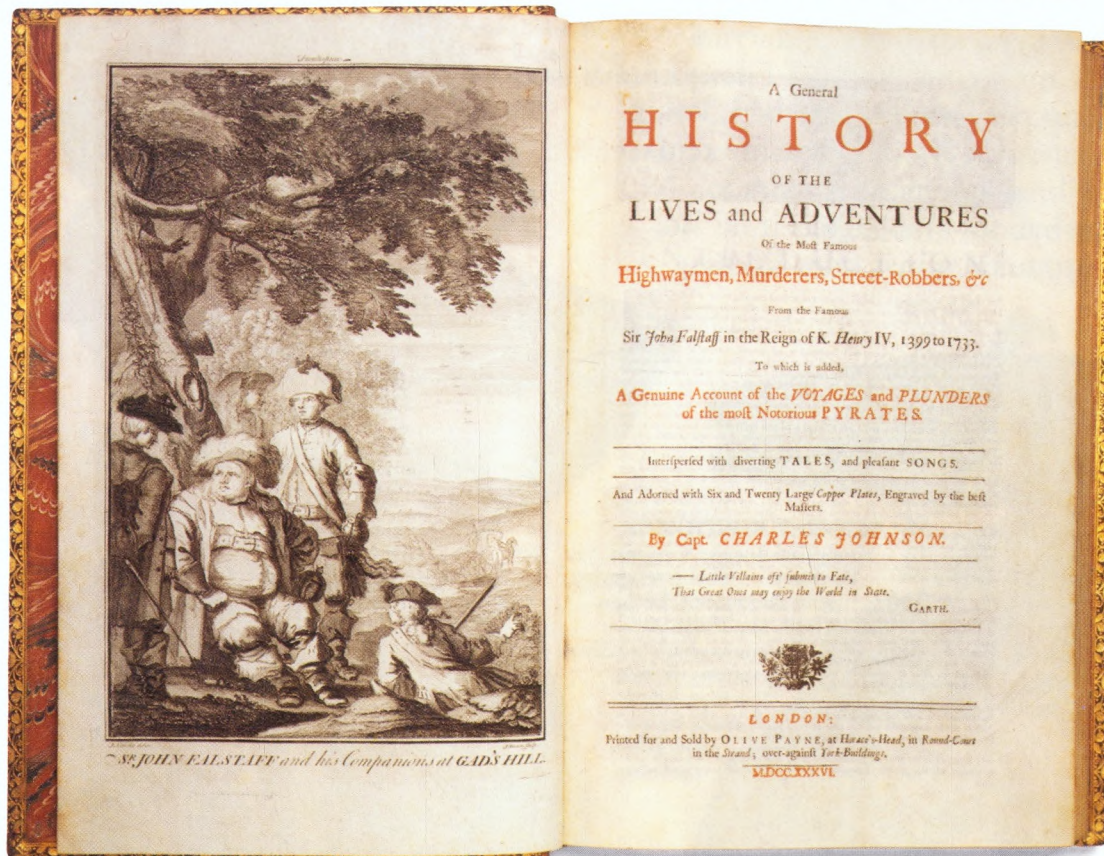 Frontispiece
Sr. JOHN FALSTAFF and his Companions at GAD'S HILL.
A General
HISTORY
OF THE
LIVES and ADVENTURES
Of the Moſt Famous
Highwaymen, Murderers, Street-Robbers, &c
From the Famous
Sir John Falſtaff in the Reign of K. Henry IV, 1399 to 1733.
To which is added,
A Genuine Account of the VOYAGES and PLUNDERS
of the moſt Notorious PYRATES.
Interſperſed with diverting TALES, and pleaſant SONGS.
And Adorned with Six and Twenty Large Copper Plates, Engraved by the beſt
Maſters.
By Capt. CHARLES JOHNSON.
— Little Villains oft' ſubmit to Fate,
That Great Ones may enjoy the World in State.
GARTH.
LONDON:
Printed for and Sold by OLIVE PAYNE, at Horace's-Head, in Round-Court
in the Strand; over-againſt York-Buildings.
M.DCC.XXXVI.